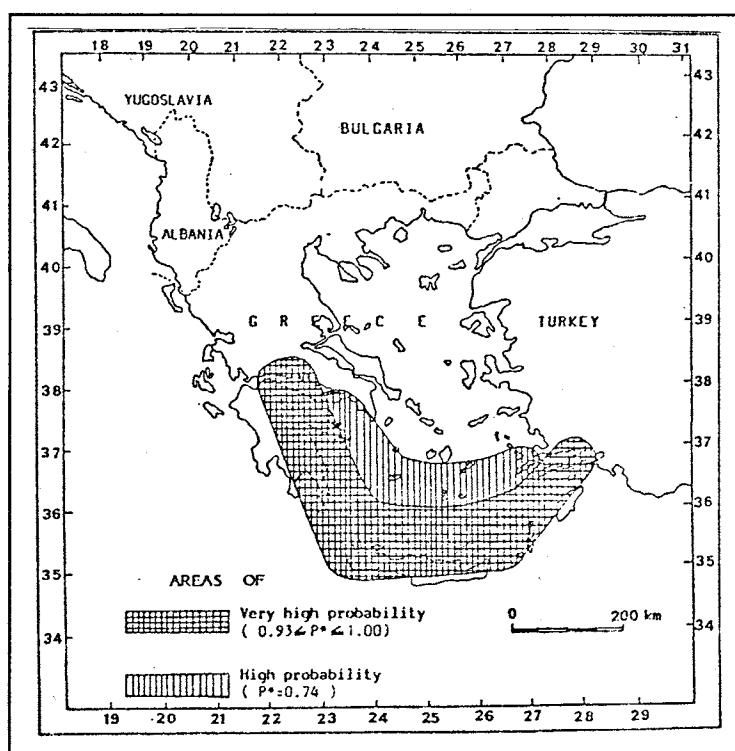 18 19 20 21 22 23 24 25 26 27 28 29 30 31
43 43
YUGOSLAVIA
BULGARIA
42 42
41 41
ALBANIA
40 40
39 GREECE TURKEY 39
38 38
37 37
36 36
35 35
AREAS OF
Very high probability
( 0.93≤ P* ≤1.00)
0 200 km
34 34
High probability
( P*=0.74 )
19 20 21 22 23 24 25 26 27 28 29